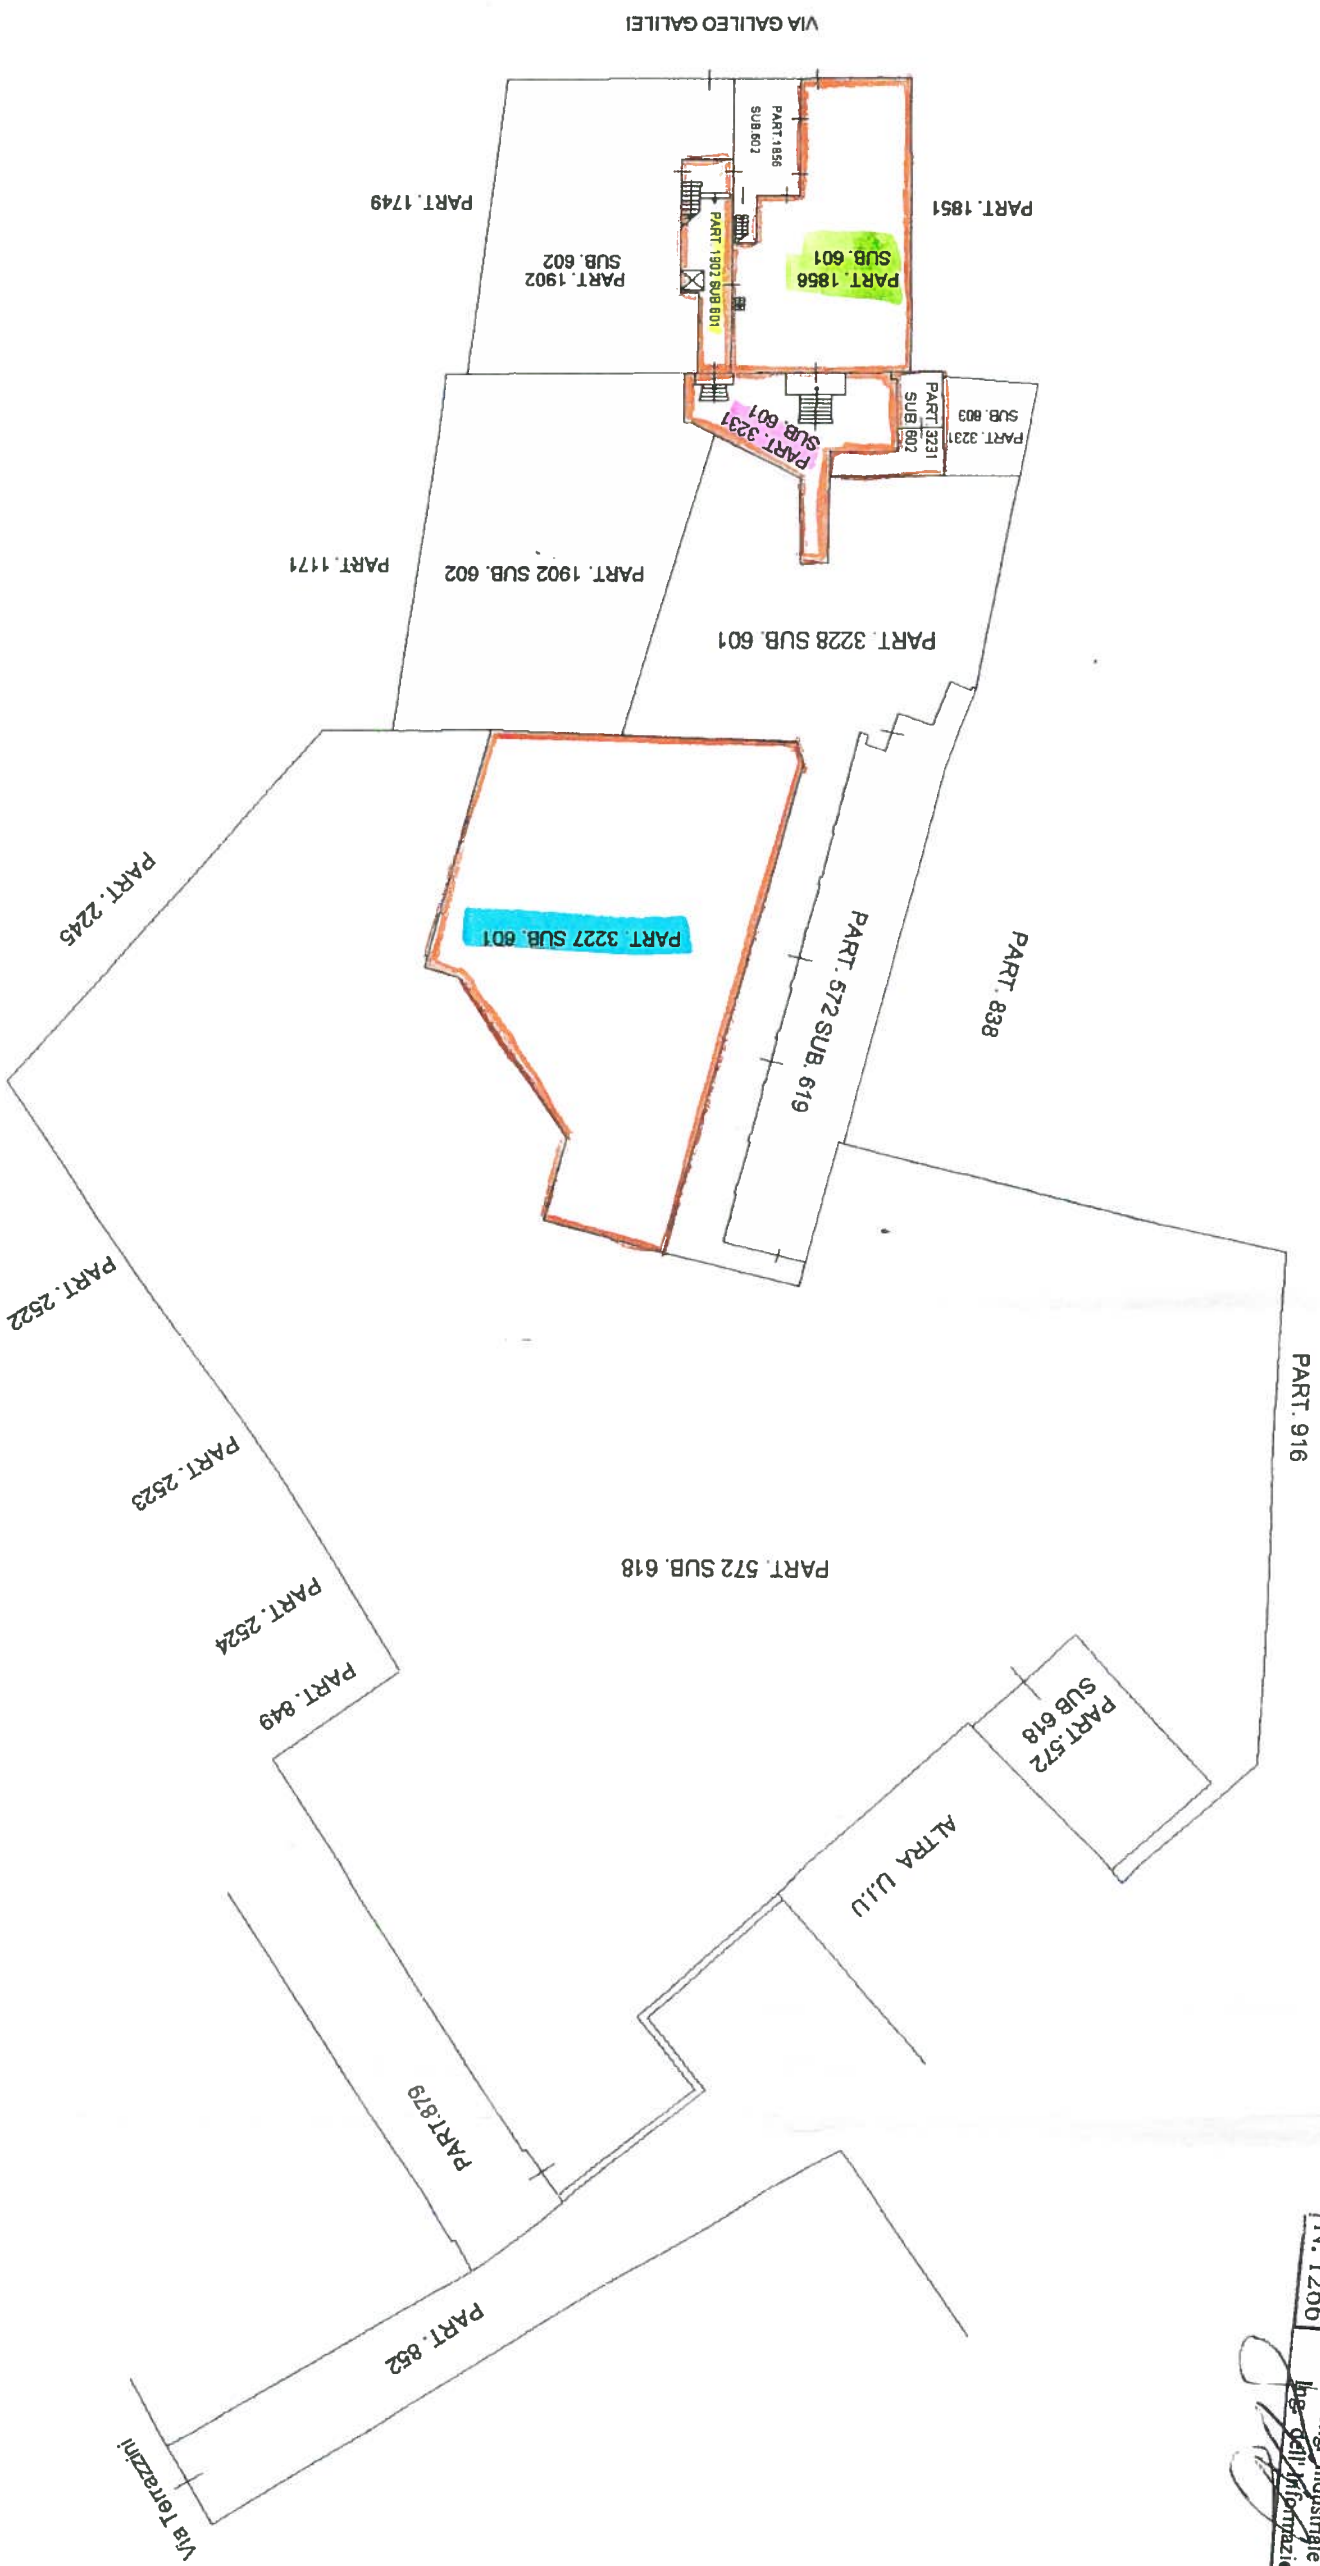 VIA GALILEO GALILEI
PART.1856
SUB.602
PART. 1749
PART. 1851
PART. 1902
SUB. 602
PART. 1902 SUB 601
PART. 1856
SUB. 601
PART. 3231
SUB. 601
PART. 3231
SUB 602
PART. 3231
SUB. 603
PART. 1171
PART. 1902 SUB. 602
PART. 3228 SUB. 601
PART. 2245
PART. 3227 SUB. 601
PART. 572 SUB. 619
PART. 838
PART. 2522
PART. 916
PART. 2523
PART. 572 SUB. 618
PART. 2524
PART. 849
PART.572
SUB 618
ALTRA U.I.U
PART.879
PART. 852
Via Terrazzini
Ing. dell'Informazi